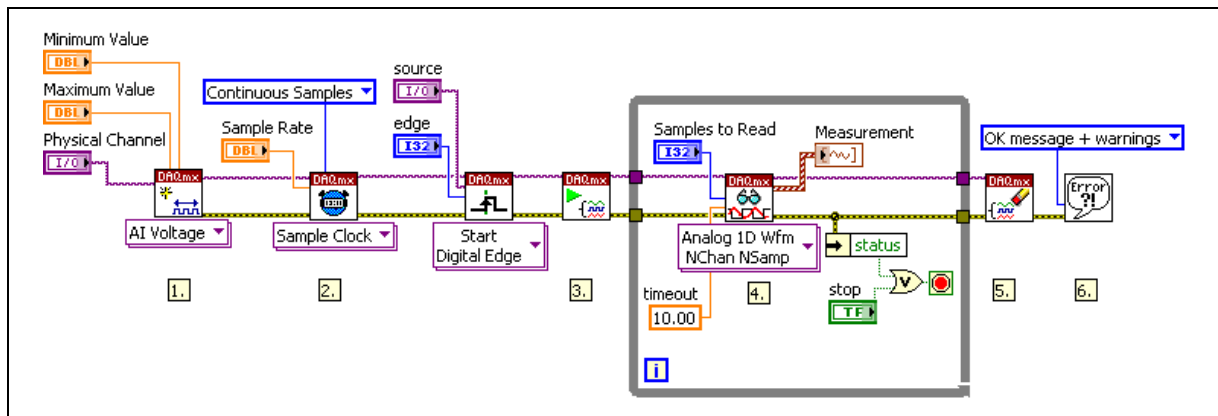 Minimum Value
DBL
Maximum Value
DBL
Physical Channel
I/O
DAQmx
AI Voltage
1.
Continuous Samples
Sample Rate
DBL
DAQmx
Sample Clock
2.
source
I/O
edge
I32
DAQmx
Start
Digital Edge
DAQmx
3.
Samples to Read
I32
Measurement
DAQmx
Analog 1D Wfm
NChan NSamp
4.
timeout
10.00
status
stop
TF
V
i
DAQmx
5.
OK message + warnings
Error
?!
6.